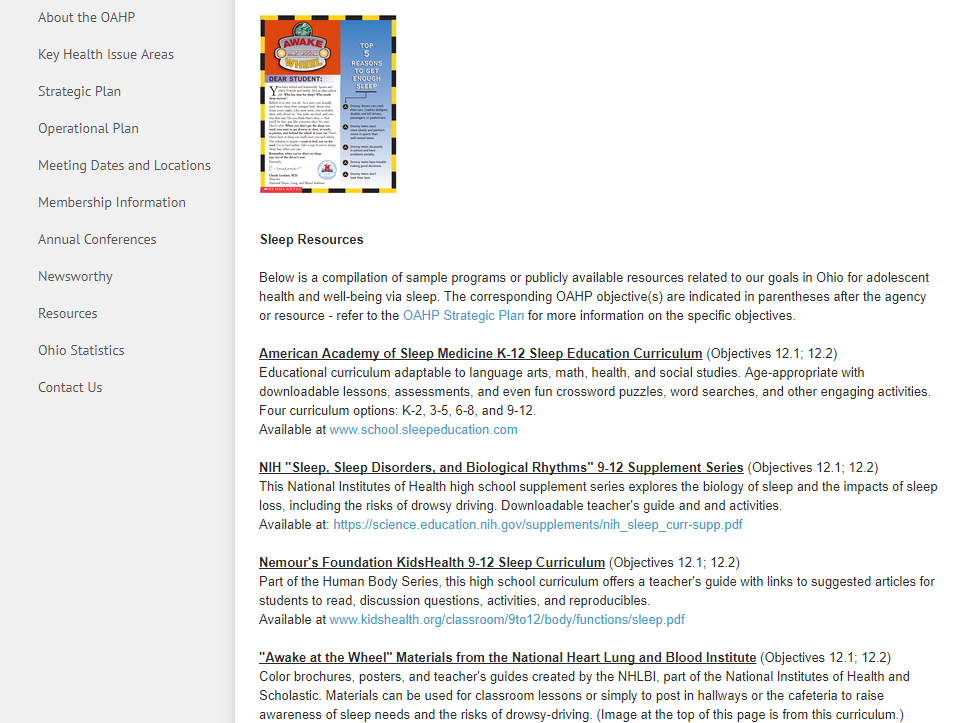 About the OAHP
Key Health Issue Areas
Strategic Plan
Operational Plan
Meeting Dates and Locations
Membership Information
Annual Conferences
Newsworthy
Resources
Ohio Statistics
Contact Us
AWAKE
WHEEL
DEAR STUDENT:
TOP
5
REASONS
TO GET
ENOUGH
SLEEP
SCHOLASTIC
Sleep Resources
Below is a compilation of sample programs or publicly available resources related to our goals in Ohio for adolescent
health and well-being via sleep. The corresponding OAHP objective(s) are indicated in parentheses after the agency
or resource - refer to the OAHP Strategic Plan for more information on the specific objectives.
American Academy of Sleep Medicine K-12 Sleep Education Curriculum (Objectives 12.1; 12.2)
Educational curriculum adaptable to language arts, math, health, and social studies. Age-appropriate with
downloadable lessons, assessments, and even fun crossword puzzles, word searches, and other engaging activities.
Four curriculum options: K-2, 3-5, 6-8, and 9-12.
Available at www.school.sleepeducation.com
NIH "Sleep, Sleep Disorders, and Biological Rhythms" 9-12 Supplement Series (Objectives 12.1; 12.2)
This National Institutes of Health high school supplement series explores the biology of sleep and the impacts of sleep
loss, including the risks of drowsy driving. Downloadable teacher's guide and and activities.
Available at: https://science.education.nih.gov/supplements/nih_sleep_curr-supp.pdf
Nemour's Foundation KidsHealth 9-12 Sleep Curriculum (Objectives 12.1; 12.2)
Part of the Human Body Series, this high school curriculum offers a teacher's guide with links to suggested articles for
students to read, discussion questions, activities, and reproducibles.
Available at www.kidshealth.org/classroom/9to12/body/functions/sleep.pdf
"Awake at the Wheel" Materials from the National Heart Lung and Blood Institute (Objectives 12.1; 12.2)
Color brochures, posters, and teacher's guides created by the NHLBI, part of the National Institutes of Health and
Scholastic. Materials can be used for classroom lessons or simply to post in hallways or the cafeteria to raise
awareness of sleep needs and the risks of drowsy-driving. (Image at the top of this page is from this curriculum.)